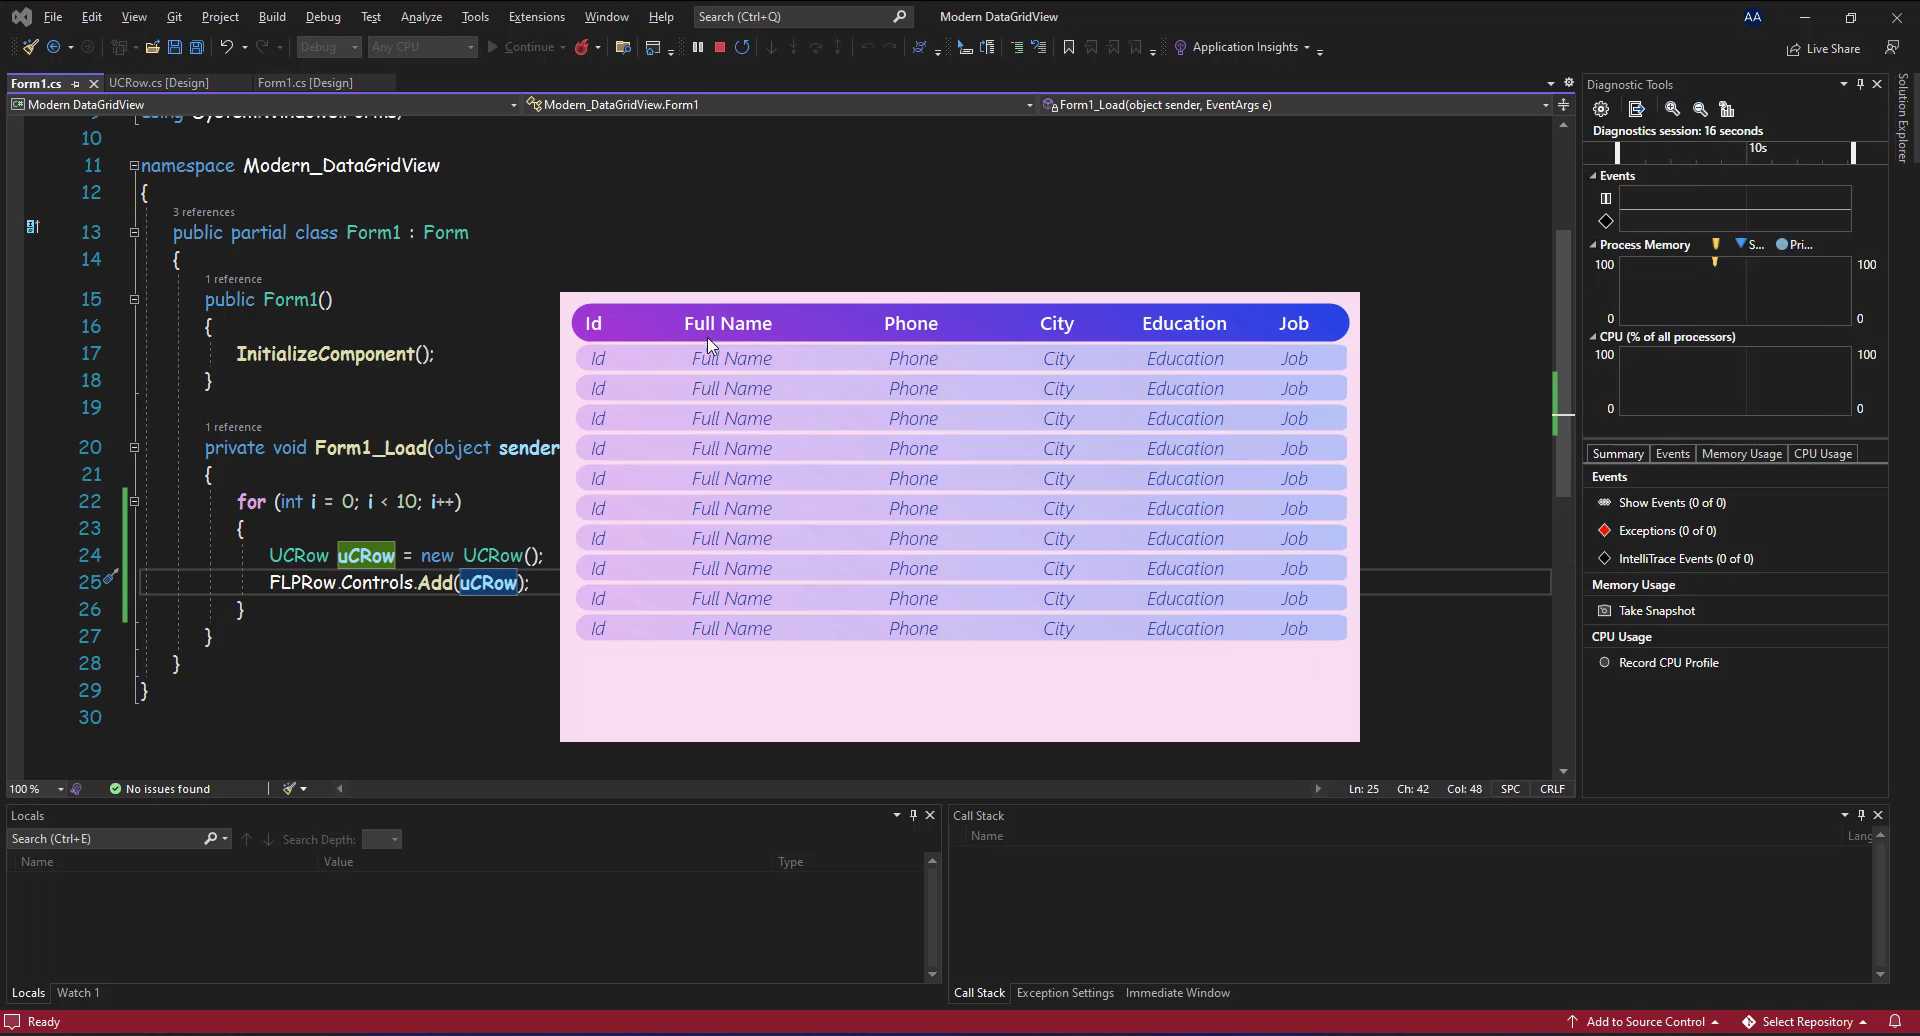 File Edit View Git Project Build Debug Test Analyze Tools Extensions Window Help Search (Ctrl+Q) Modern DataGridView AA
Debug Any CPU Continue Application Insights Live Share
Form1.cs UCRow.cs [Design] Form1.cs [Design]
C# Modern DataGridView Modern_DataGridView.Form1 Form1_Load(object sender, EventArgs e)
10
11 namespace Modern_DataGridView
12 {
3 references
13 public partial class Form1 : Form
14 {
1 reference
15 public Form1()
16 {
17 InitializeComponent();
18 }
19
1 reference
20 private void Form1_Load(object sender
21 {
22 for (int i = 0; i < 10; i++)
23 {
24 UCRow uCRow = new UCRow();
25 FLPRow.Controls.Add(uCRow);
26 }
27 }
28 }
29 }
30
Id Full Name Phone City Education Job
Id Full Name Phone City Education Job
Id Full Name Phone City Education Job
Id Full Name Phone City Education Job
Id Full Name Phone City Education Job
Id Full Name Phone City Education Job
Id Full Name Phone City Education Job
Id Full Name Phone City Education Job
Id Full Name Phone City Education Job
Id Full Name Phone City Education Job
Id Full Name Phone City Education Job
100 % No issues found Ln: 25 Ch: 42 Col: 48 SPC CRLF
Diagnostic Tools
Diagnostics session: 16 seconds
10s
Events
Process Memory S... Pri...
100 100
0 0
CPU (% of all processors)
100 100
0 0
Summary Events Memory Usage CPU Usage
Events
Show Events (0 of 0)
Exceptions (0 of 0)
IntelliTrace Events (0 of 0)
Memory Usage
Take Snapshot
CPU Usage
Record CPU Profile
Solution Explorer
Locals
Search (Ctrl+E) Search Depth:
Name Value Type
Locals Watch 1
Call Stack
Name Lang
Call Stack Exception Settings Immediate Window
Ready Add to Source Control Select Repository